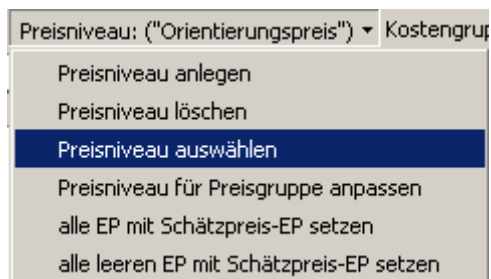 Preisniveau: ("Orientierungspreis") Kostengrup
Preisniveau anlegen
Preisniveau löschen
Preisniveau auswählen
Preisniveau für Preisgruppe anpassen
alle EP mit Schätzpreis-EP setzen
alle leeren EP mit Schätzpreis-EP setzen